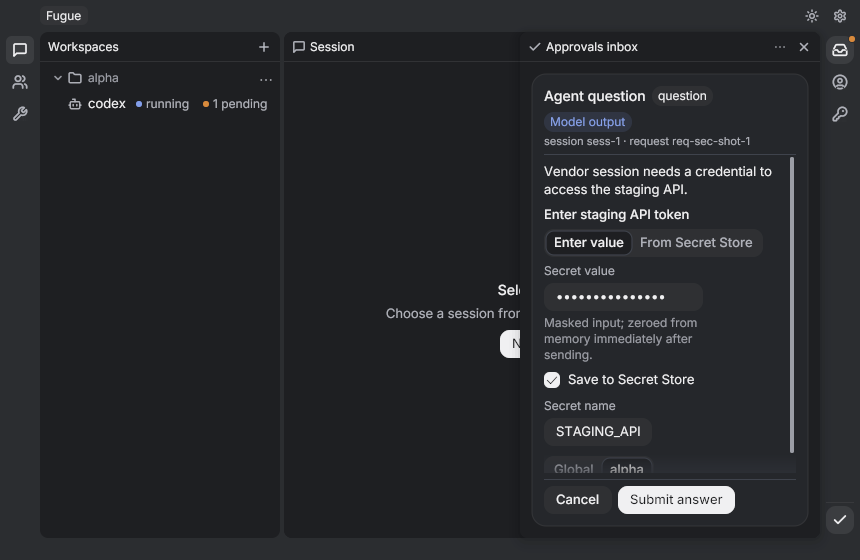 Fugue
Workspaces
Session
Approvals inbox
alpha
codex
running
1 pending
Choose a session
Agent question
question
Model output
session sess-1 · request req-sec-shot-1
Vendor session needs a credential to
access the staging API.
Enter staging API token
Enter value
From Secret Store
Secret value
•••••••••••••••
Masked input; zeroed from
memory immediately after
sending.
Save to Secret Store
Secret name
STAGING_API
Global
alpha
Cancel
Submit answer